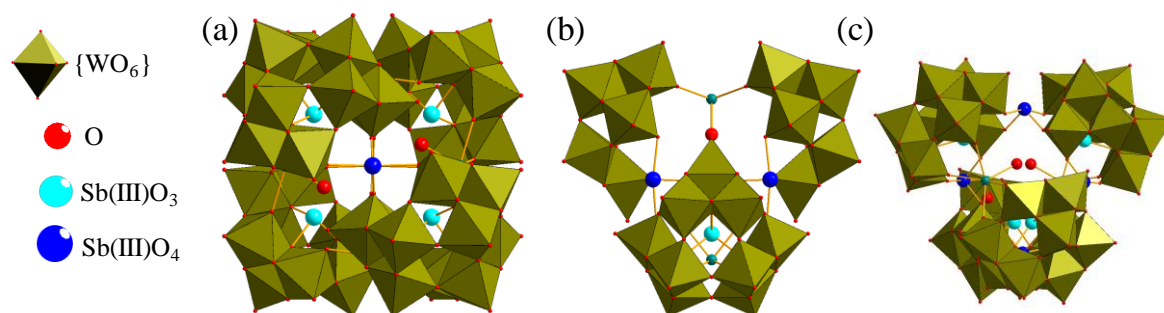 (a)
(b)
(c)
{WO₆}
O
Sb(III)O₃
Sb(III)O₄